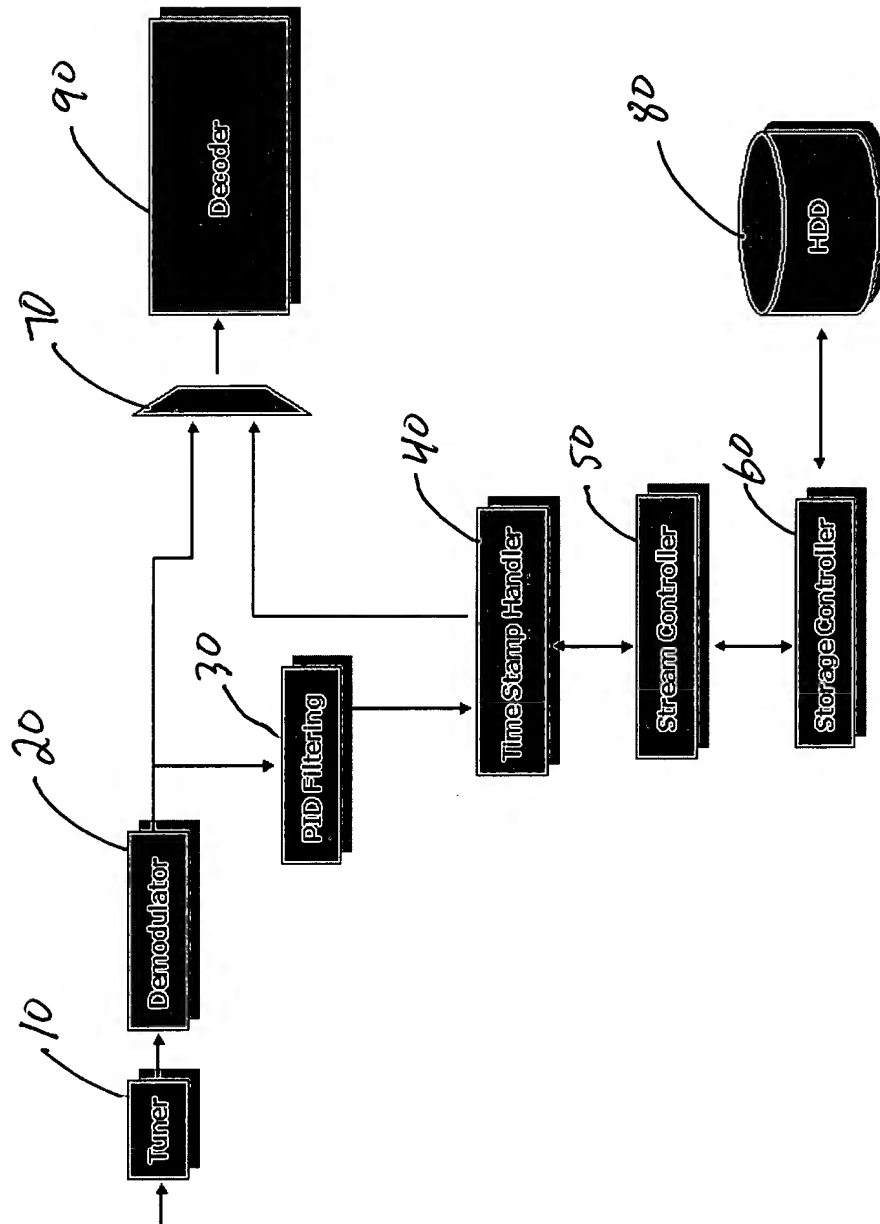 10
Tuner
20
Demodulator
30
PID Filtering
40
Time Stamp Handler
50
Stream Controller
60
Storage Controller
70
80
HDD
90
Decoder